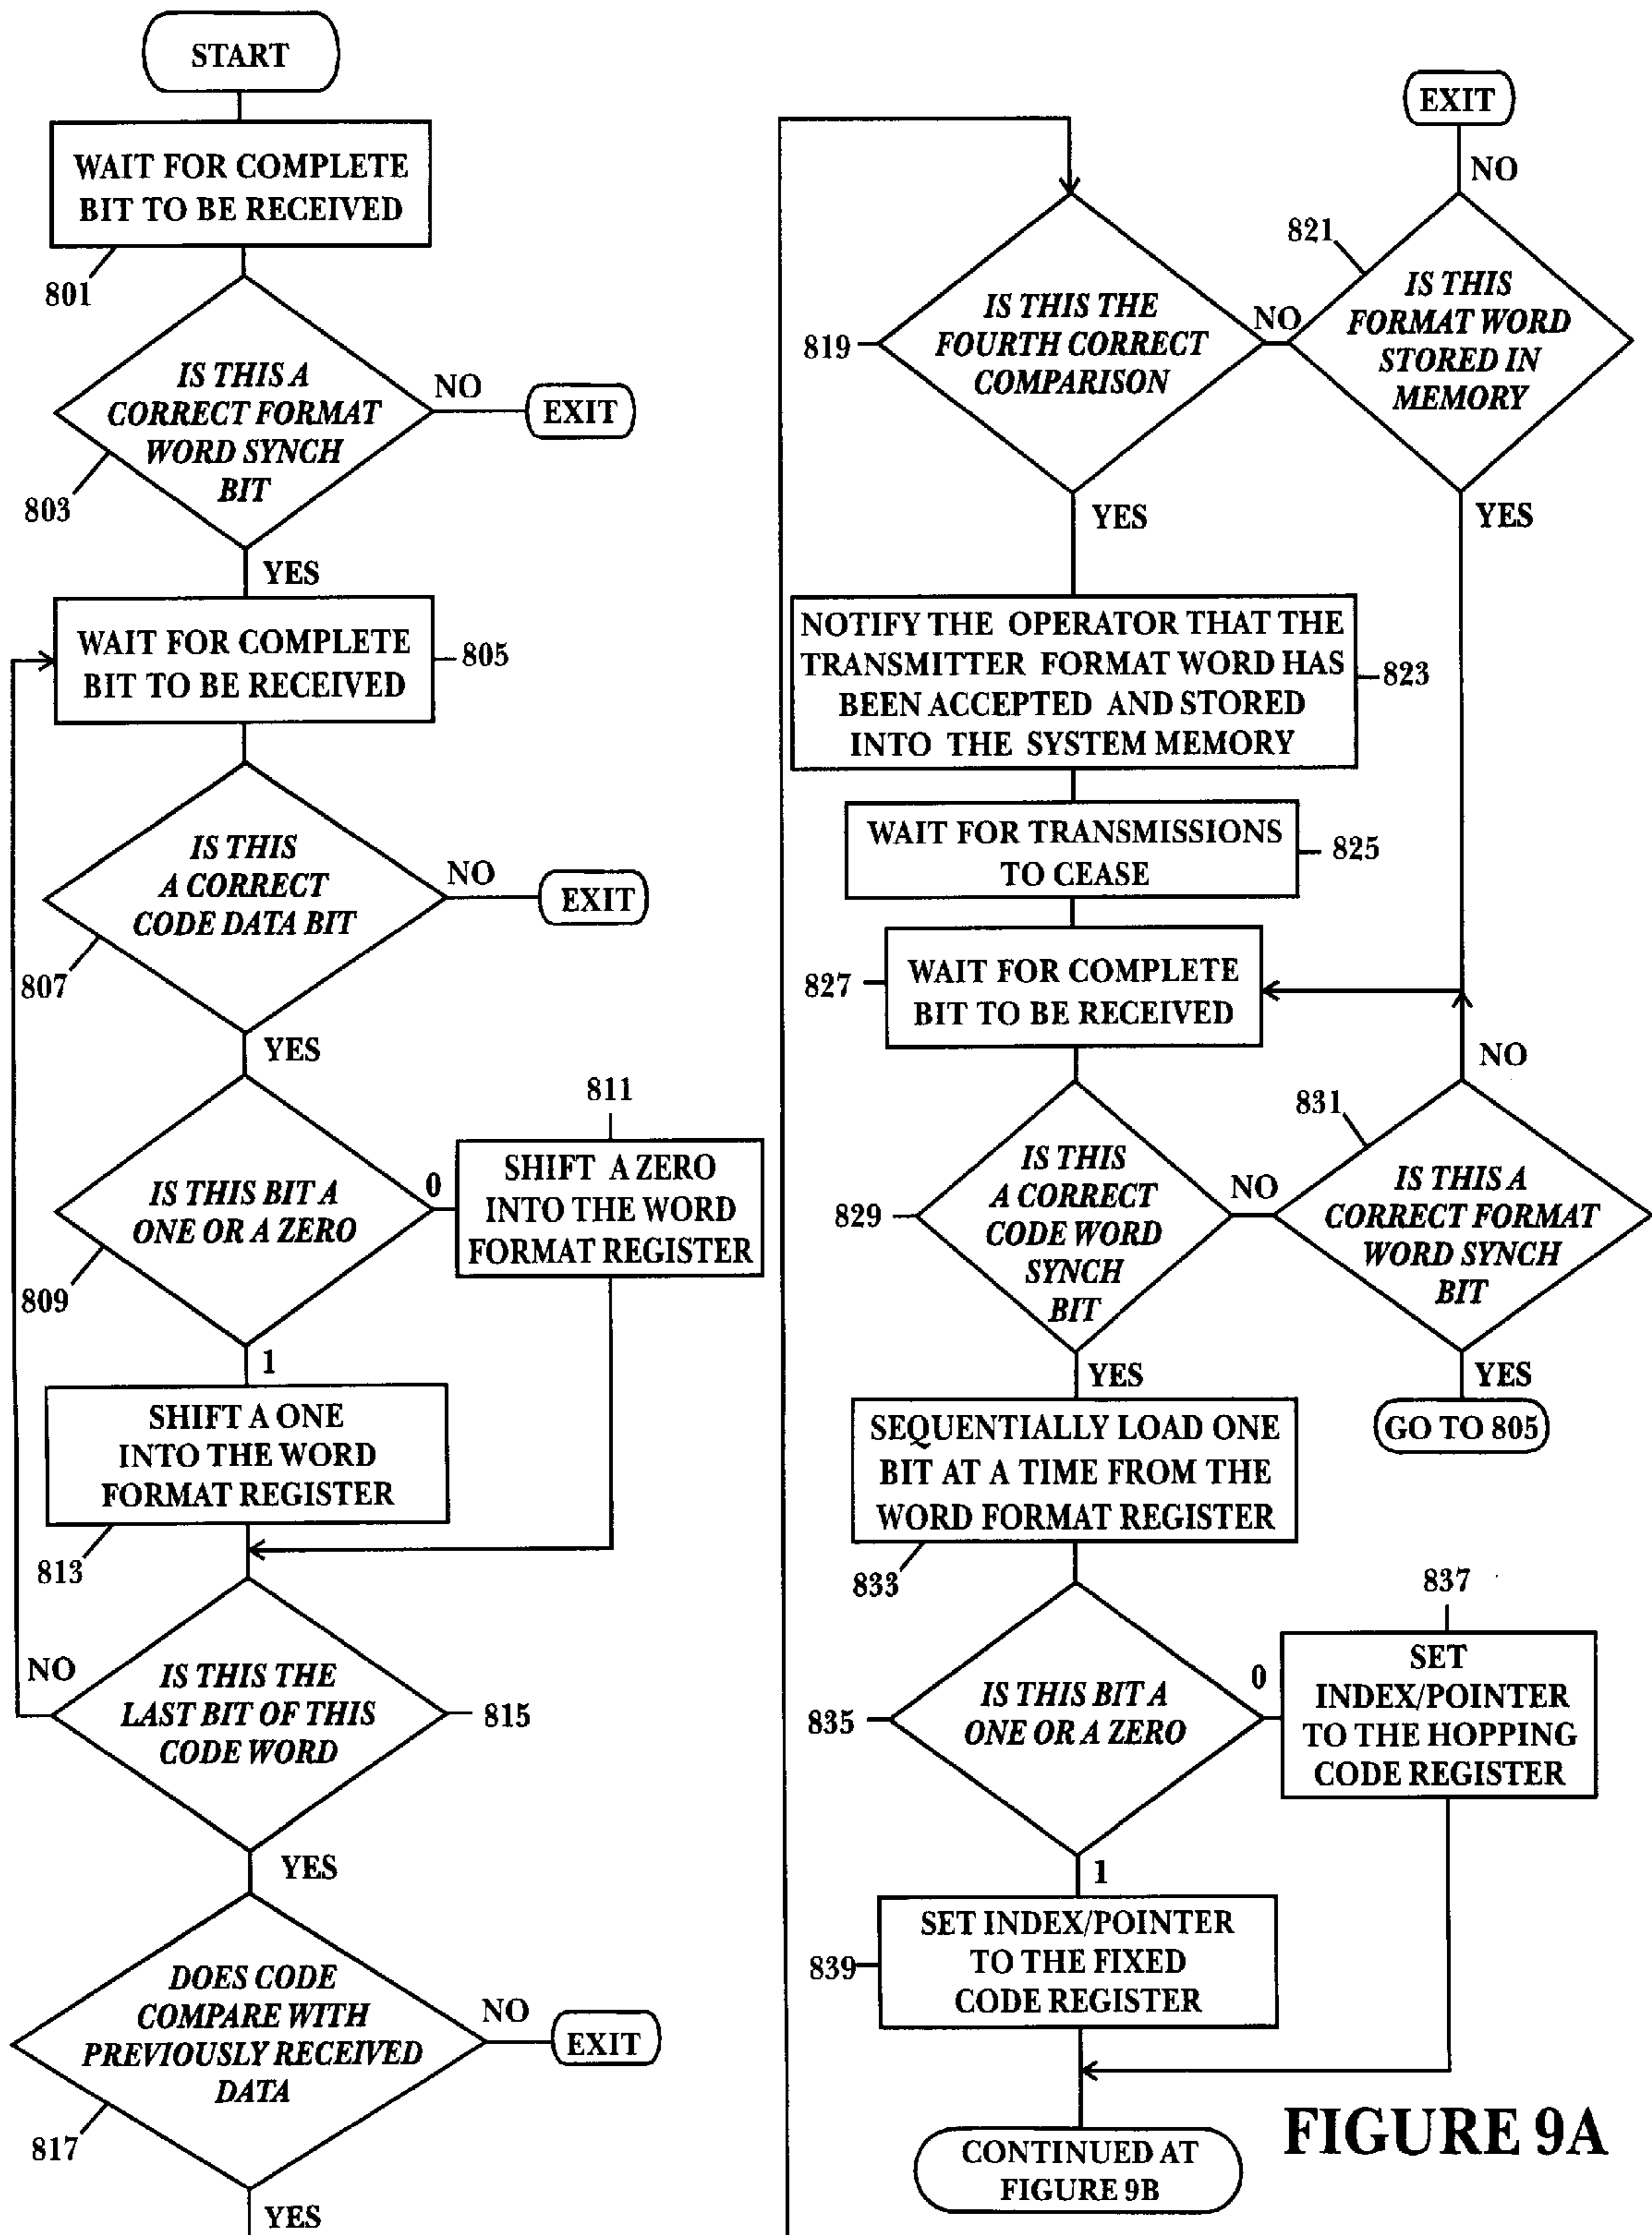 START
WAIT FOR COMPLETE
BIT TO BE RECEIVED
801
IS THIS A
CORRECT FORMAT
WORD SYNCH
BIT
803
NO
EXIT
YES
WAIT FOR COMPLETE
BIT TO BE RECEIVED
805
IS THIS
A CORRECT
CODE DATA BIT
807
NO
EXIT
YES
IS THIS BIT A
ONE OR A ZERO
809
0
811
SHIFT A ZERO
INTO THE WORD
FORMAT REGISTER
1
SHIFT A ONE
INTO THE WORD
FORMAT REGISTER
813
NO
IS THIS THE
LAST BIT OF THIS
CODE WORD
815
YES
DOES CODE
COMPARE WITH
PREVIOUSLY RECEIVED
DATA
817
NO
EXIT
YES
819
IS THIS THE
FOURTH CORRECT
COMPARISON
NO
EXIT
NO
821
IS THIS
FORMAT WORD
STORED IN
MEMORY
YES
YES
NOTIFY THE OPERATOR THAT THE
TRANSMITTER FORMAT WORD HAS
BEEN ACCEPTED AND STORED
INTO THE SYSTEM MEMORY
823
WAIT FOR TRANSMISSIONS
TO CEASE
825
827
WAIT FOR COMPLETE
BIT TO BE RECEIVED
829
IS THIS
A CORRECT
CODE WORD
SYNCH
BIT
NO
NO
831
IS THIS A
CORRECT FORMAT
WORD SYNCH
BIT
YES
GO TO 805
YES
SEQUENTIALLY LOAD ONE
BIT AT A TIME FROM THE
WORD FORMAT REGISTER
833
835
IS THIS BIT A
ONE OR A ZERO
0
837
SET
INDEX/POINTER
TO THE HOPPING
CODE REGISTER
1
839
SET INDEX/POINTER
TO THE FIXED
CODE REGISTER
CONTINUED AT
FIGURE 9B
FIGURE 9A